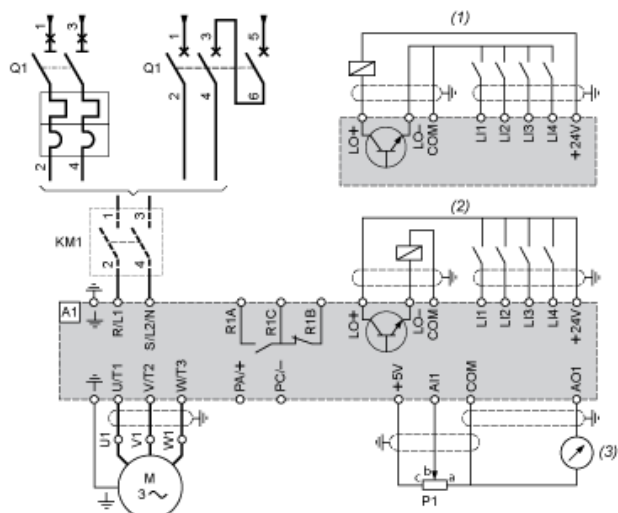 1 3 1 3 5
(1)
Q1 Q1
2 4 6
LO+ LO- COM LI1 LI2 LI3 LI4 +24V
2 4
(2)
1 3
KM1
2 4
A1
R/L1 S/L2/N R1A R1C R1B LO+ LO- COM LI1 LI2 LI3 LI4 +24V
U/T1 V/T2 W/T3 PA/+ PC/– +5V AI1 COM AO1
U1 V1 W1
(3)
M
3
c b a
P1